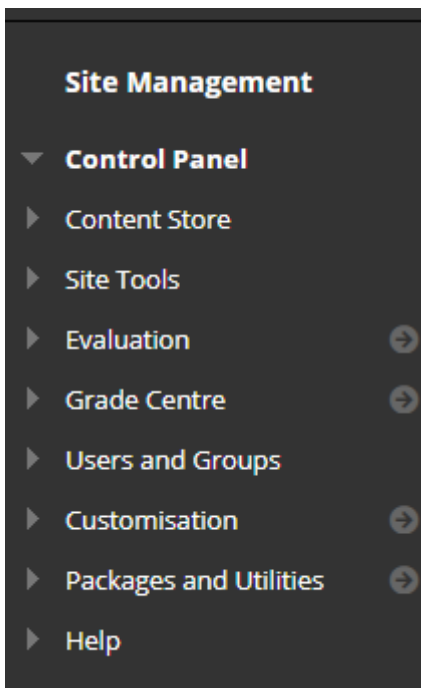 Site Management
Control Panel
Content Store
Site Tools
Evaluation
Grade Centre
Users and Groups
Customisation
Packages and Utilities
Help